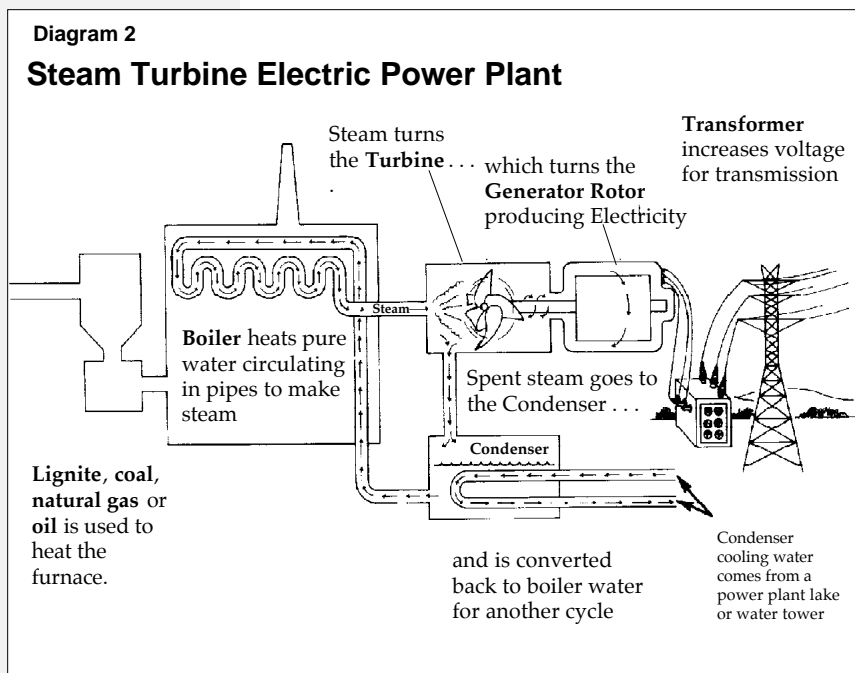 Diagram 2
Steam Turbine Electric Power Plant
Steam turns
the Turbine . . .
.
which turns the
Generator Rotor
producing Electricity
Transformer
increases voltage
for transmission
Steam
Boiler heats pure
water circulating
in pipes to make
steam
Spent steam goes to
the Condenser . . .
Condenser
Lignite, coal,
natural gas or
oil is used to
heat the
furnace.
and is converted
back to boiler water
for another cycle
Condenser
cooling water
comes from a
power plant lake
or water tower